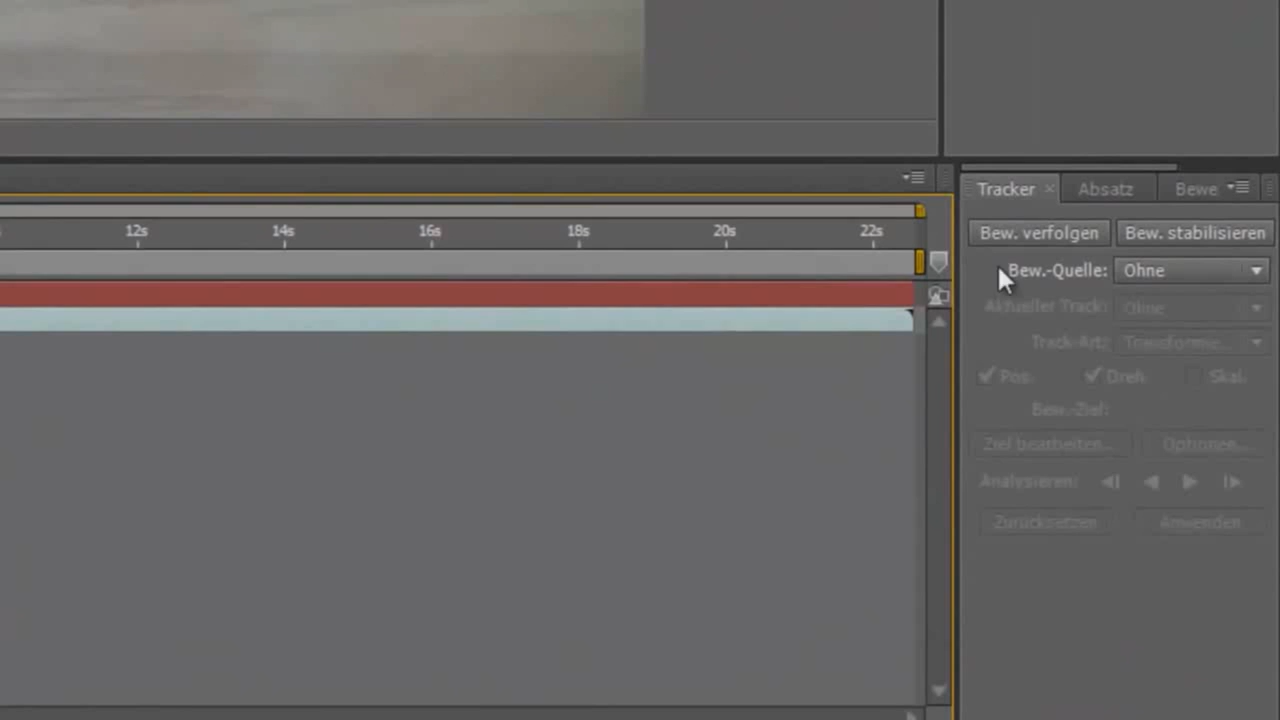 Tracker Absatz Bewe
12s 14s 16s 18s 20s 22s
Bew. verfolgen Bew. stabilisieren
Bew.-Quelle: Ohne
Aktueller Track: Ohne
Track-Art: Transformie...
Pos. Dreh. Skal.
Bew.-Ziel:
Ziel bearbeiten... Optionen...
Analysieren:
Zurücksetzen Anwenden